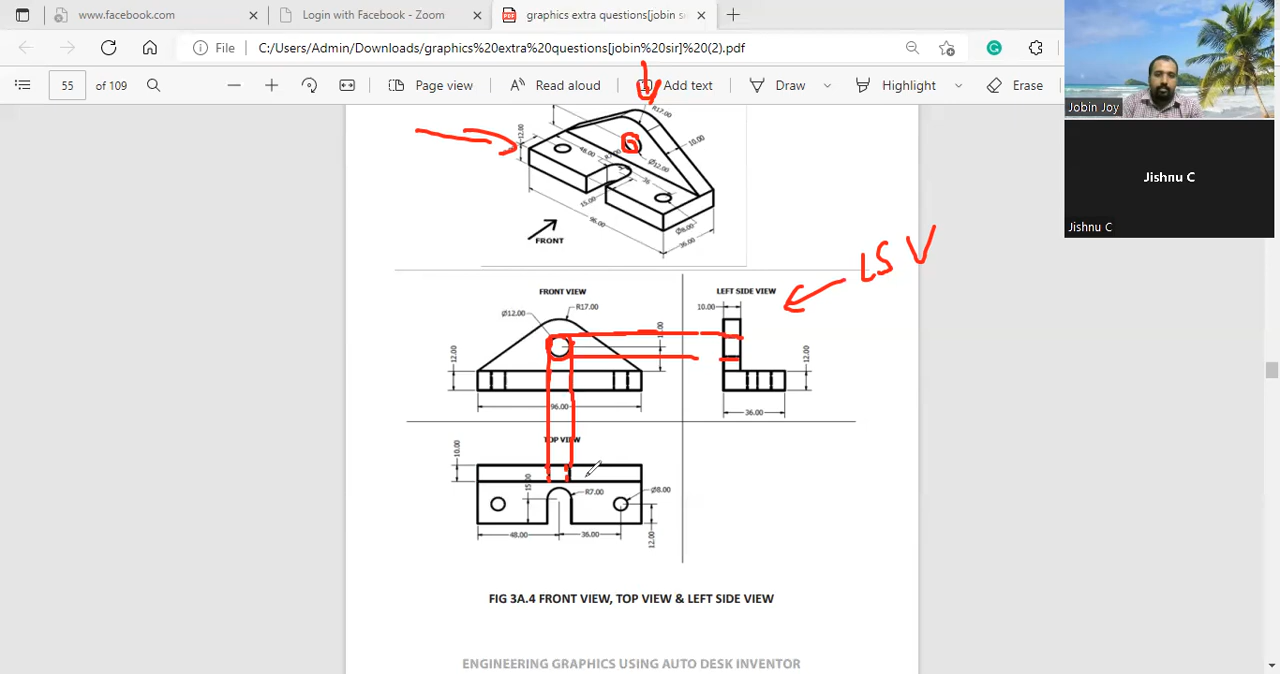 www.facebook.com
Login with Facebook - Zoom
graphics extra questions[jobin s
File
C:/Users/Admin/Downloads/graphics%20extra%20questions[jobin%20sir]%20(2).pdf
55 of 109
Page view
Read aloud
Add text
Draw
Highlight
Erase
Jobin Joy
Jishnu C
Jishnu C
R17.00
12.00
10.00
48.00
Ø12.00
36
15.00
96.00
Ø8.00
36.00
FRONT
LSV
FRONT VIEW
LEFT SIDE VIEW
Ø12.00
R17.00
10.00
12.00
12.00
96.00
36.00
TOP VIEW
10.00
R7.00
Ø8.00
48.00
36.00
12.00
FIG 3A.4 FRONT VIEW, TOP VIEW & LEFT SIDE VIEW
ENGINEERING GRAPHICS USING AUTO DESK INVENTOR